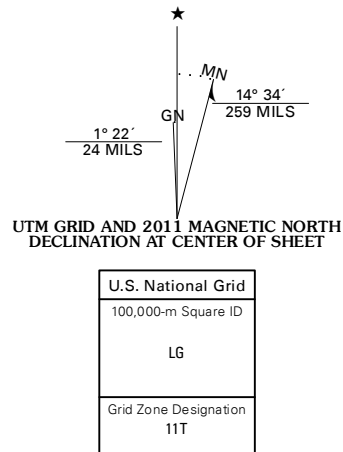 ★
MN
14° 34´
259 MILS
GN
1° 22´
24 MILS
UTM GRID AND 2011 MAGNETIC NORTH
DECLINATION AT CENTER OF SHEET
U.S. National Grid
100,000-m Square ID
LG
Grid Zone Designation
11T